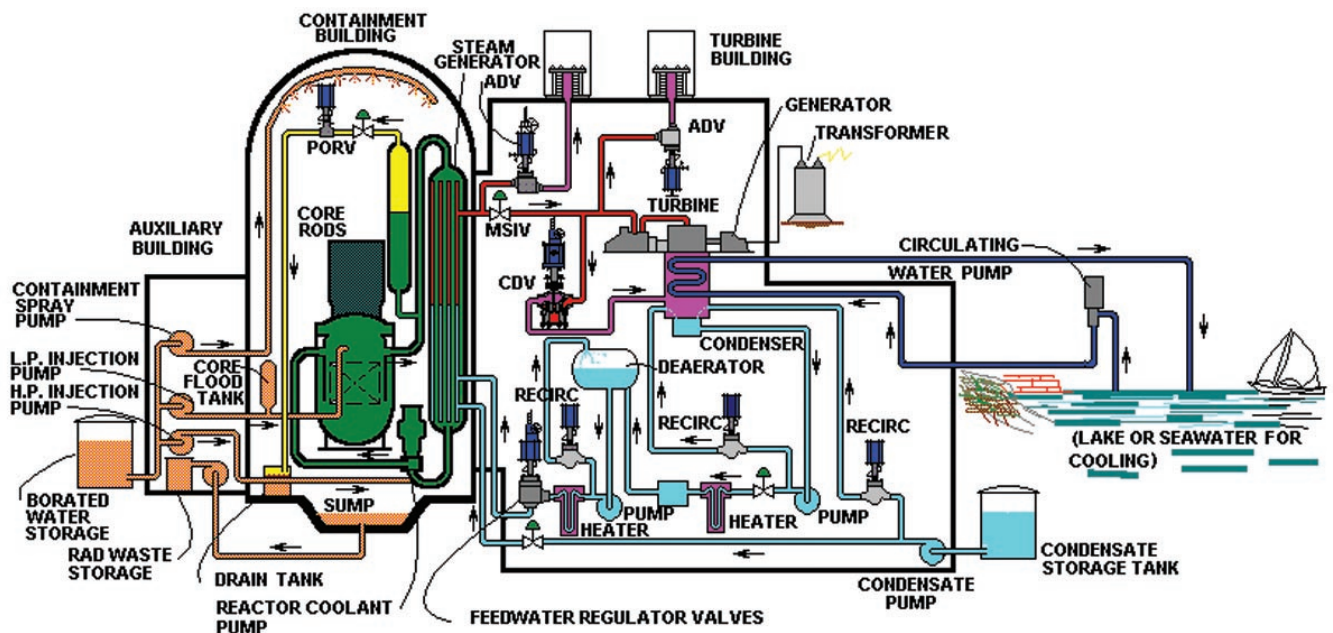 CONTAINMENT
BUILDING
STEAM
GENERATOR
ADV
TURBINE
BUILDING
GENERATOR
TRANSFORMER
ADV
PORV
TURBINE
MSIV
CORE
RODS
AUXILIARY
BUILDING
CONTAINMENT
SPRAY
PUMP
L.P. INJECTION
PUMP
H.P. INJECTION
PUMP
CORE
FLOOD
TANK
CDV
CIRCULATING
WATER PUMP
CONDENSER
DEAERATOR
RECIRC
RECIRC
RECIRC
(LAKE OR SEAWATER FOR
COOLING)
BORATED
WATER
STORAGE
RAD WASTE
STORAGE
SUMP
DRAIN TANK
REACTOR COOLANT
PUMP
HEATER
PUMP
HEATER
PUMP
FEEDWATER REGULATOR VALVES
CONDENSATE
PUMP
CONDENSATE
STORAGE TANK